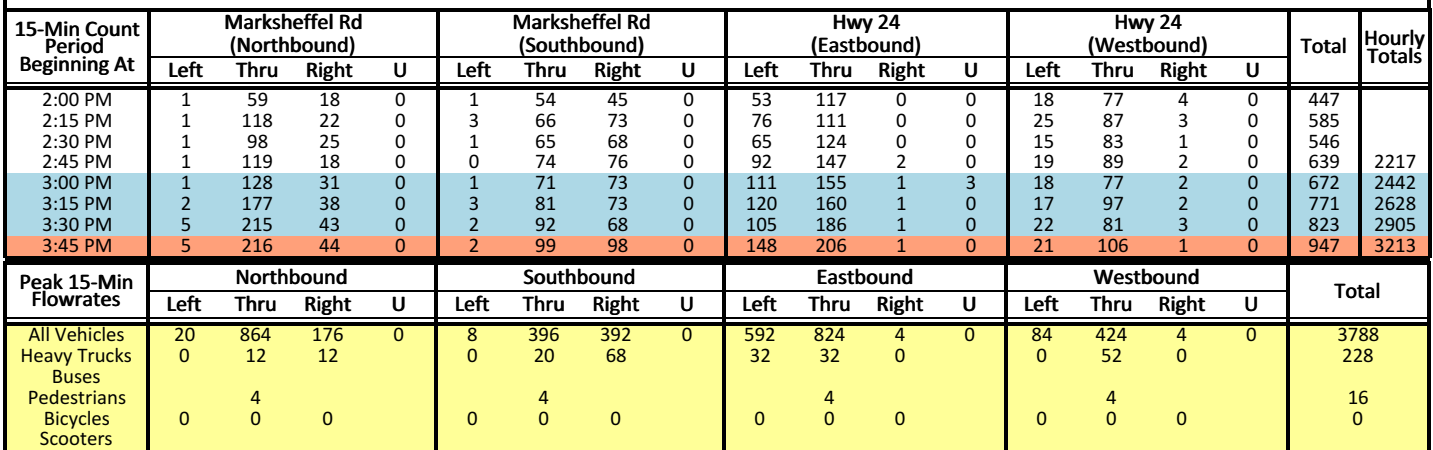 15-Min Count Period Beginning At | Marksheffel Rd (Northbound) | Marksheffel Rd (Southbound) | Hwy 24 (Eastbound) | Hwy 24 (Westbound) | Total | Hourly Totals
Left Thru Right U Left Thru Right U Left Thru Right U Left Thru Right U
2:00 PM 1 59 18 0 1 54 45 0 53 117 0 0 18 77 4 0 447
2:15 PM 1 118 22 0 3 66 73 0 76 111 0 0 25 87 3 0 585
2:30 PM 1 98 25 0 1 65 68 0 65 124 0 0 15 83 1 0 546
2:45 PM 1 119 18 0 0 74 76 0 92 147 2 0 19 89 2 0 639 2217
3:00 PM 1 128 31 0 1 71 73 0 111 155 1 3 18 77 2 0 672 2442
3:15 PM 2 177 38 0 3 81 73 0 120 160 1 0 17 97 2 0 771 2628
3:30 PM 5 215 43 0 2 92 68 0 105 186 1 0 22 81 3 0 823 2905
3:45 PM 5 216 44 0 2 99 98 0 148 206 1 0 21 106 1 0 947 3213
Peak 15-Min Flowrates | Northbound | Southbound | Eastbound | Westbound | Total
Left Thru Right U Left Thru Right U Left Thru Right U Left Thru Right U
All Vehicles 20 864 176 0 8 396 392 0 592 824 4 0 84 424 4 0 3788
Heavy Trucks 0 12 12 0 20 68 32 32 0 0 52 0 228
Buses
Pedestrians 4 4 4 4 16
Bicycles 0 0 0 0 0 0 0 0 0 0 0 0 0
Scooters